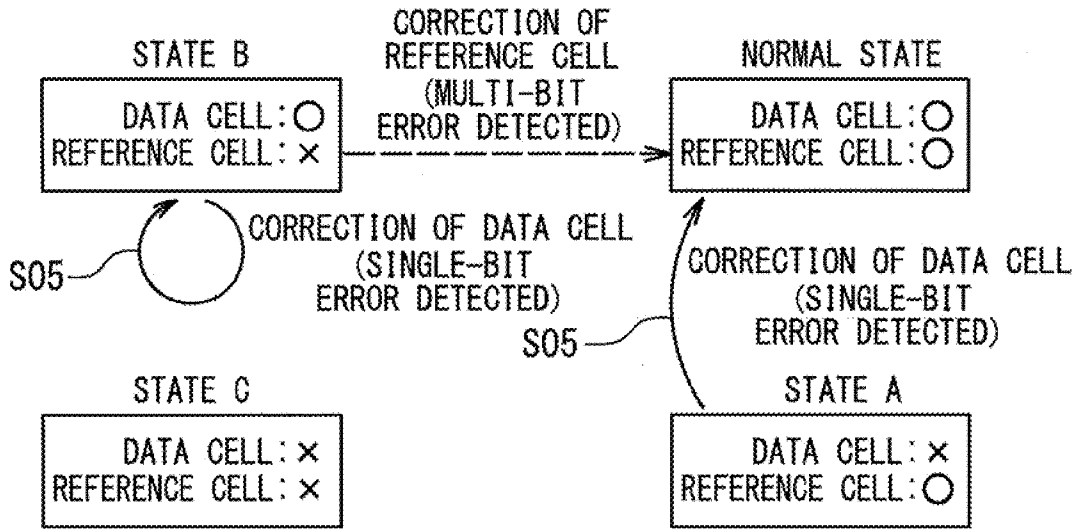 STATE B
DATA CELL:○
REFERENCE CELL:×
CORRECTION OF
REFERENCE CELL
(MULTI-BIT
ERROR DETECTED)
NORMAL STATE
DATA CELL:○
REFERENCE CELL:○
S05
CORRECTION OF DATA CELL
(SINGLE-BIT
ERROR DETECTED)
S05
CORRECTION OF DATA CELL
(SINGLE-BIT
ERROR DETECTED)
STATE C
DATA CELL:×
REFERENCE CELL:×
STATE A
DATA CELL:×
REFERENCE CELL:○